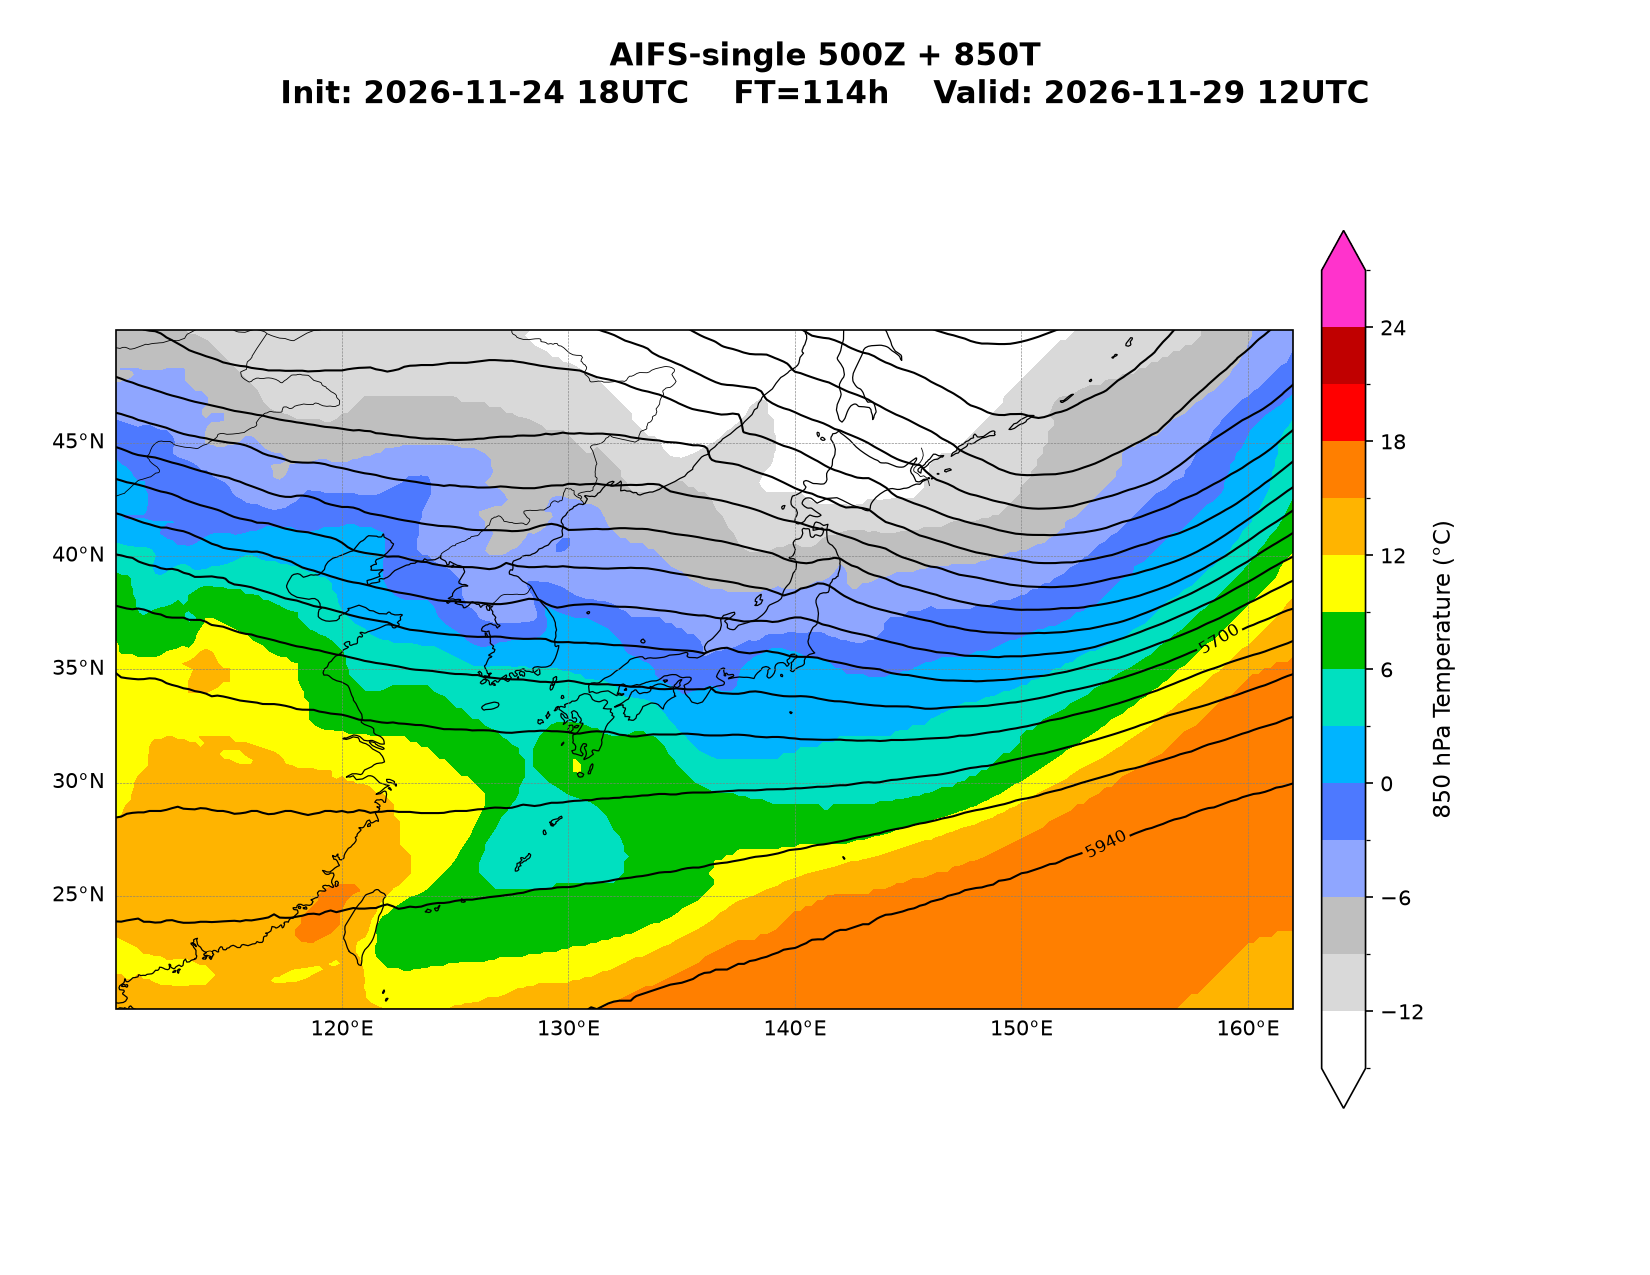 AIFS-single 500Z + 850T
Init: 2026-11-24 18UTC    FT=114h    Valid: 2026-11-29 12UTC
24
18
12
6
0
−6
−12
850 hPa Temperature (°C)
45°N
40°N
35°N
30°N
25°N
5700
5940
120°E
130°E
140°E
150°E
160°E